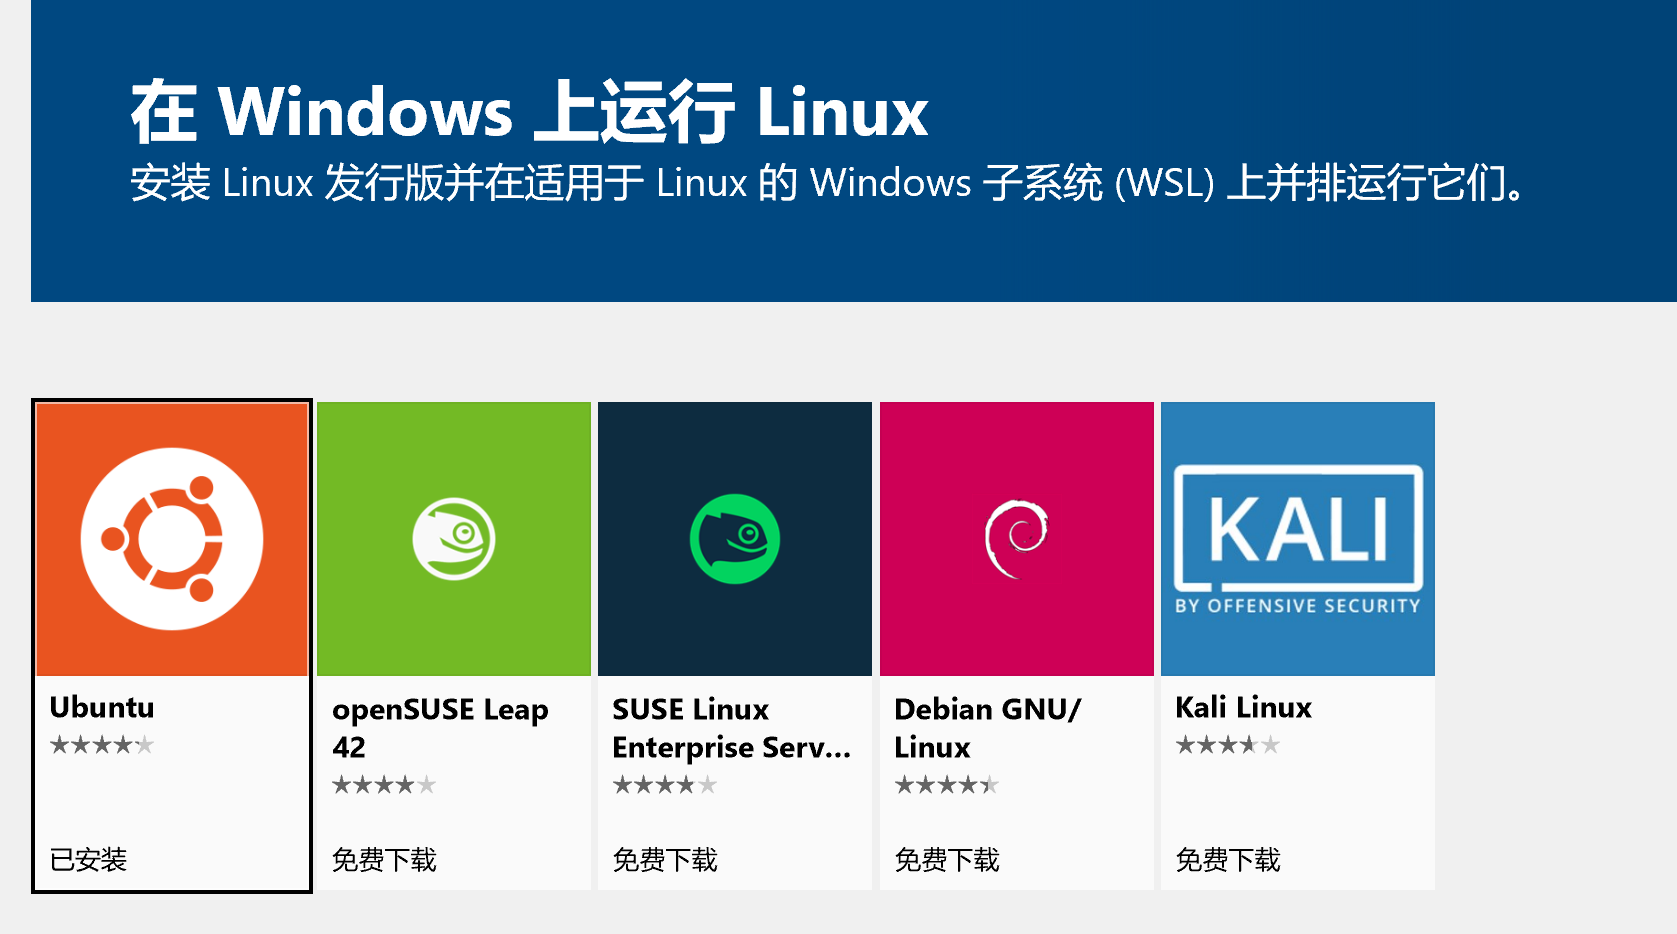 在 Windows 上运行 Linux
安装 Linux 发行版并在适用于 Linux 的 Windows 子系统 (WSL) 上并排运行它们。
KALI
BY OFFENSIVE SECURITY
Ubuntu
已安装
openSUSE Leap
42
免费下载
SUSE Linux
Enterprise Serv...
免费下载
Debian GNU/
Linux
免费下载
Kali Linux
免费下载